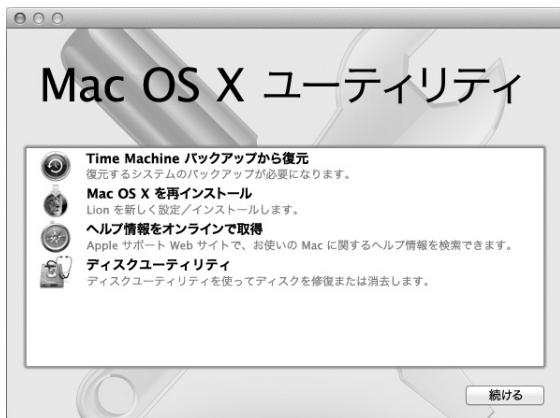 Mac OS X ユーティリティ
Time Machine バックアップから復元
復元するシステムのバックアップが必要になります。
Mac OS X を再インストール
Lion を新しく設定／インストールします。
ヘルプ情報をオンラインで取得
Apple サポート Web サイトで、お使いの Mac に関するヘルプ情報を検索できます。
ディスクユーティリティ
ディスクユーティリティを使ってディスクを修復または消去します。
続ける